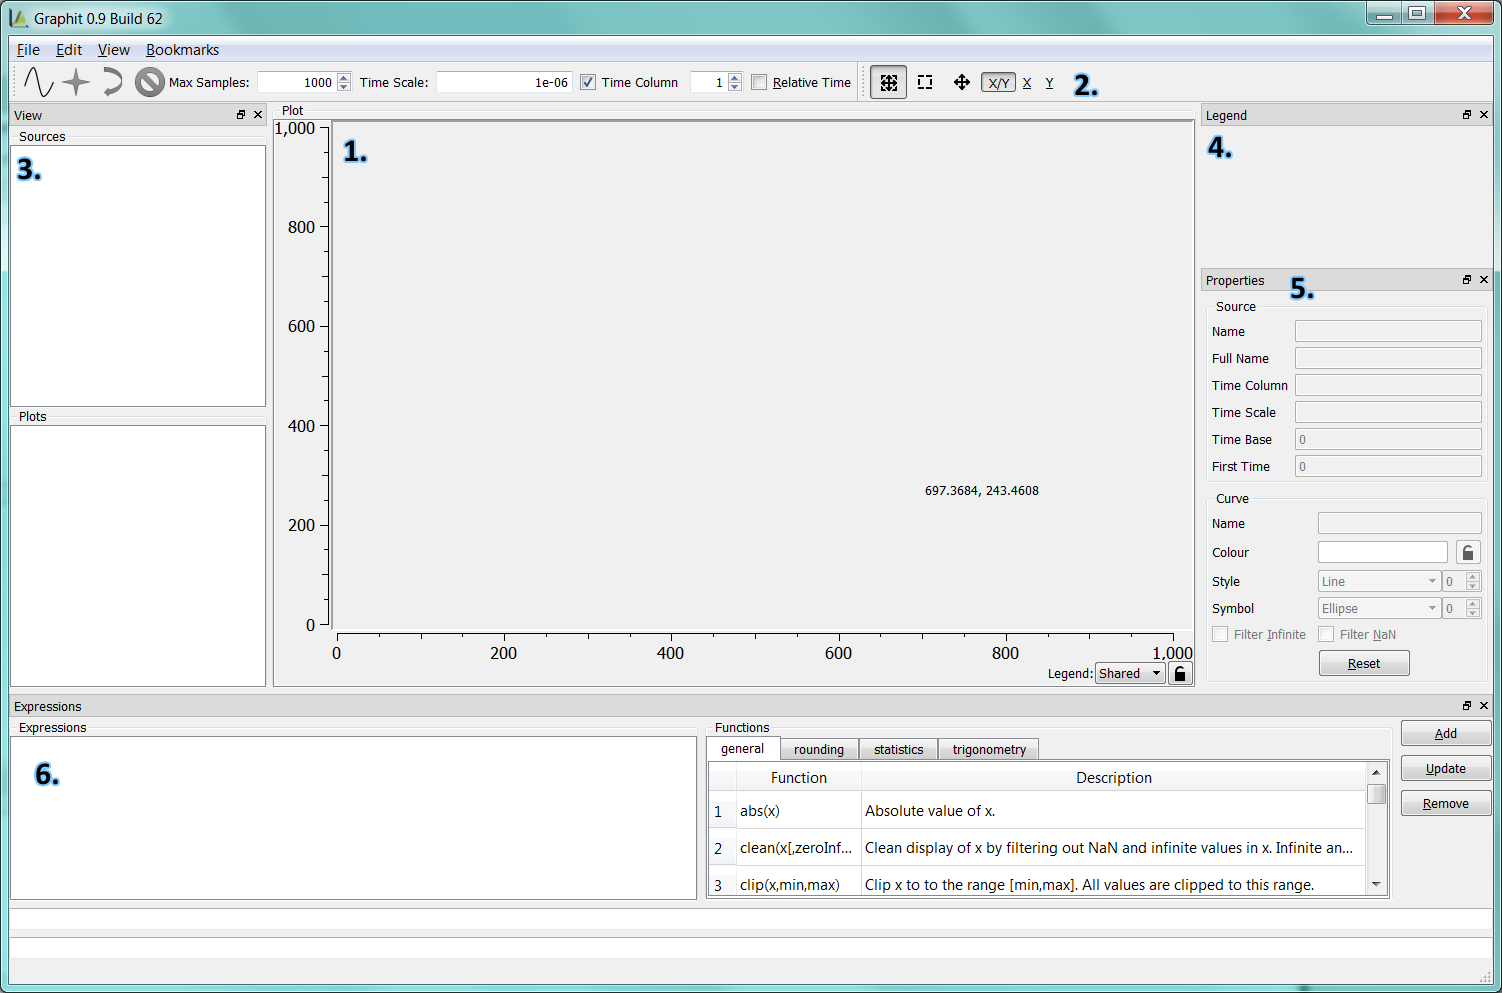 Graphit 0.9 Build 62
File Edit View Bookmarks
Max Samples: 1000 Time Scale: 1e-06 Time Column 1 Relative Time X/Y X Y 2.
View
Sources
3.
Plots
Plot
1.
1,000
800
600
400
200
0
697.3684, 243.4608
0 200 400 600 800 1,000
Legend: Shared
Legend
4.
Properties 5.
Source
Name
Full Name
Time Column
Time Scale
Time Base 0
First Time 0
Curve
Name
Colour
Style Line 0
Symbol Ellipse 0
Filter Infinite Filter NaN
Reset
Expressions
Expressions
6.
Functions
general rounding statistics trigonometry
Function Description
1 abs(x) Absolute value of x.
2 clean(x[,zeroInf... Clean display of x by filtering out NaN and infinite values in x. Infinite an...
3 clip(x,min,max) Clip x to to the range [min,max]. All values are clipped to this range.
Add
Update
Remove